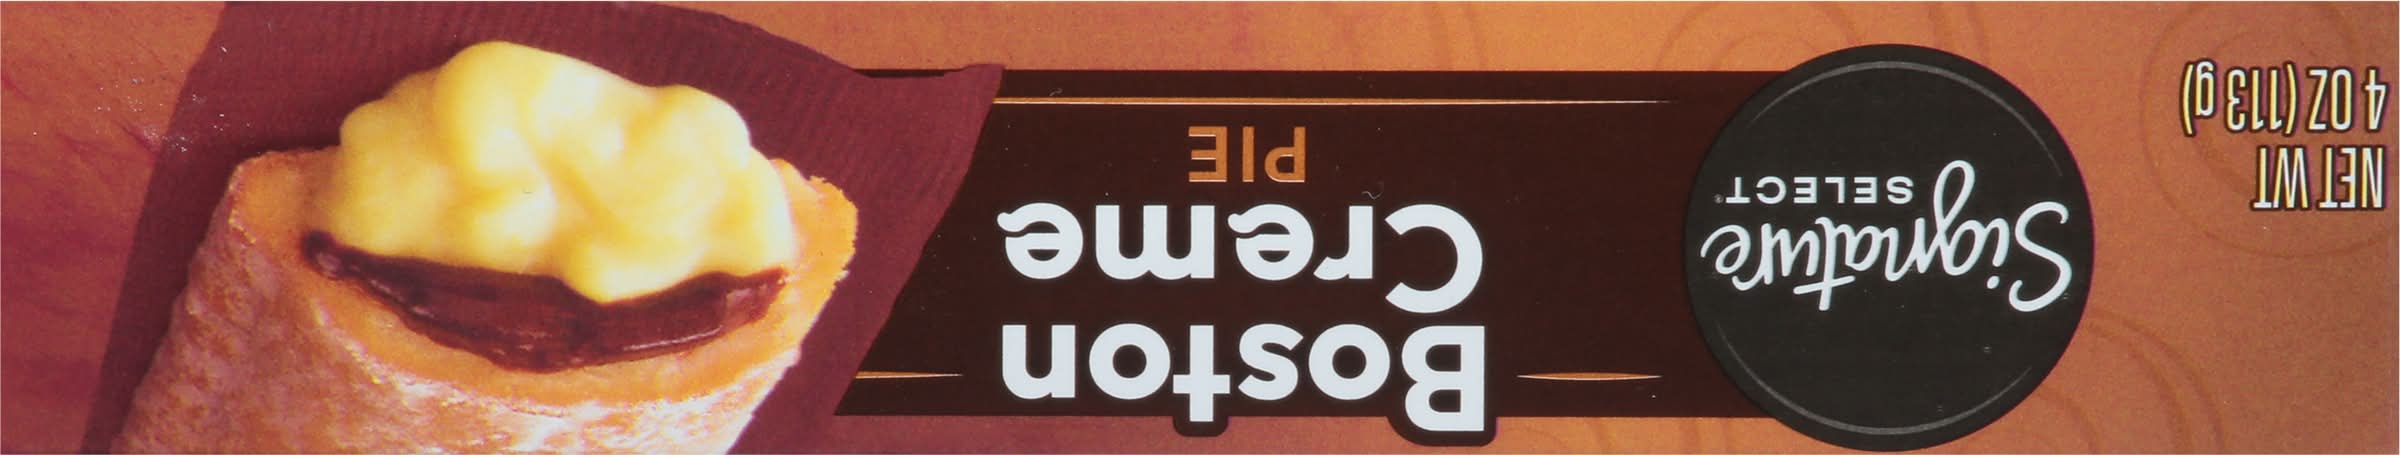 NET WT
4 OZ (113 g)
Signature
SELECT®
Boston
Creme
PIE